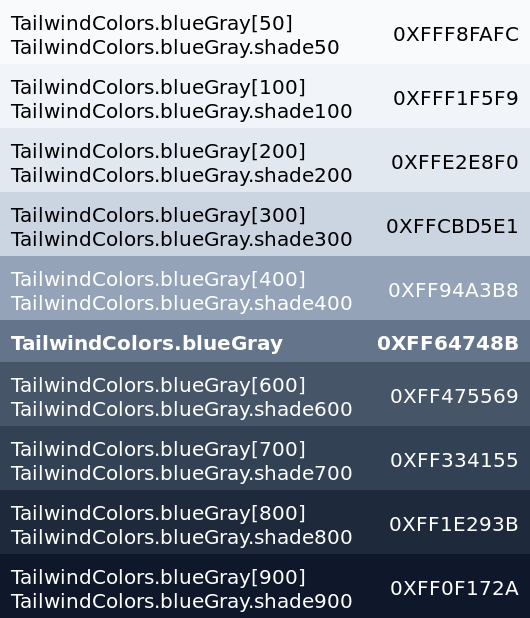 TailwindColors.blueGray[50]
TailwindColors.blueGray.shade50
0XFFF8FAFC
TailwindColors.blueGray[100]
TailwindColors.blueGray.shade100
0XFFF1F5F9
TailwindColors.blueGray[200]
TailwindColors.blueGray.shade200
0XFFE2E8F0
TailwindColors.blueGray[300]
TailwindColors.blueGray.shade300
0XFFCBD5E1
TailwindColors.blueGray[400]
TailwindColors.blueGray.shade400
0XFF94A3B8
TailwindColors.blueGray 0XFF64748B
TailwindColors.blueGray[600]
TailwindColors.blueGray.shade600
0XFF475569
TailwindColors.blueGray[700]
TailwindColors.blueGray.shade700
0XFF334155
TailwindColors.blueGray[800]
TailwindColors.blueGray.shade800
0XFF1E293B
TailwindColors.blueGray[900]
TailwindColors.blueGray.shade900
0XFF0F172A